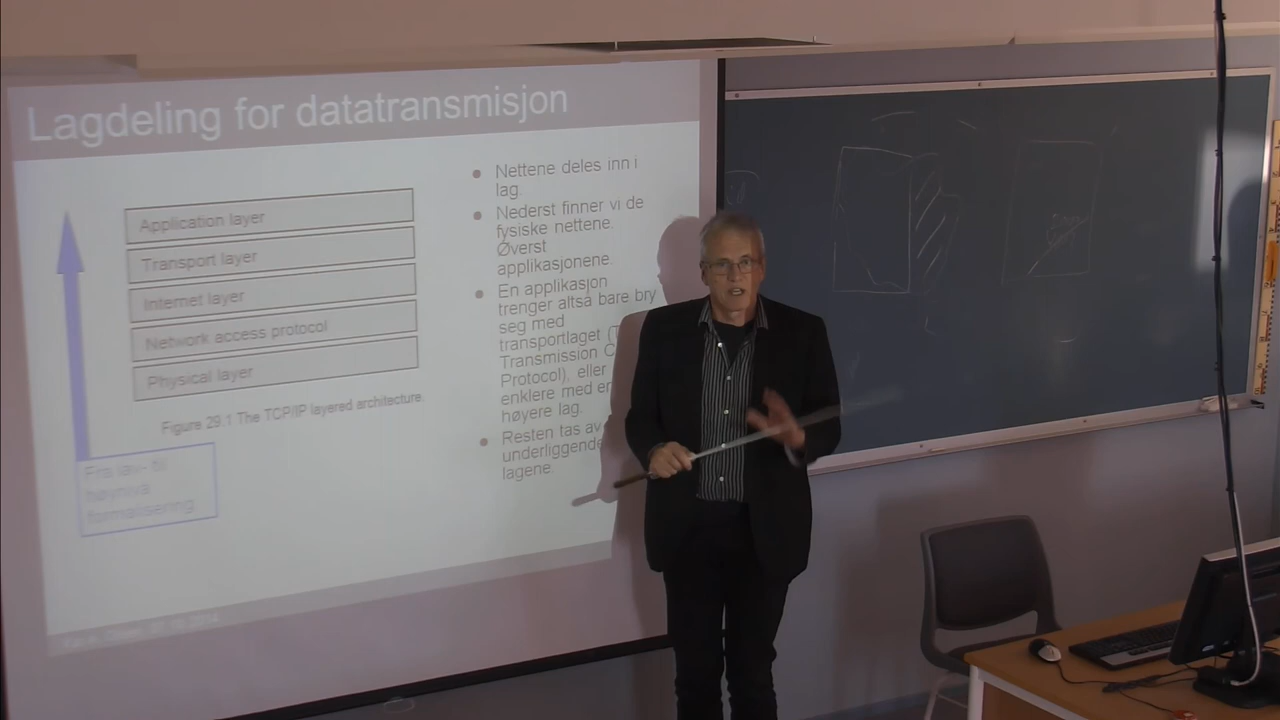 Lagdeling for datatransmisjon
Application layer
Transport layer
Internet layer
Network access protocol
Physical layer
Figure 29.1 The TCP/IP layered architecture.
Fra lav- til
høynivå
formalisering
Nettene deles inn i
lag.
Nederst finner vi de
fysiske nettene.
Øverst
applikasjonene.
En applikasjon
trenger altså bare bry
seg med
transportlaget (
Transmission
Protocol), eller
enklere med
høyere lag.
Resten tas av
underliggende
lagene.